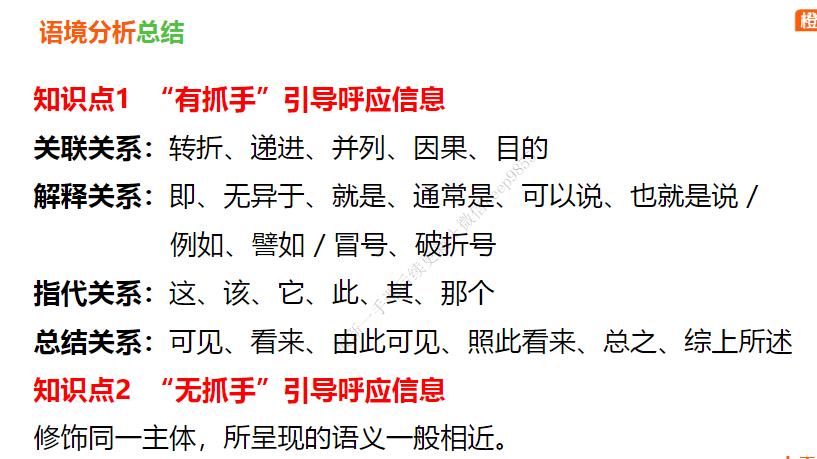 语境分析总结
橙
知识点1 “有抓手”引导呼应信息
关联关系：转折、递进、并列、因果、目的
解释关系：即、无异于、就是、通常是、可以说、也就是说 /
例如、譬如 / 冒号、破折号
指代关系：这、该、它、此、其、那个
总结关系：可见、看来、由此可见、照此看来、总之、综上所述
知识点2 “无抓手”引导呼应信息
修饰同一主体，所呈现的语义一般相近。